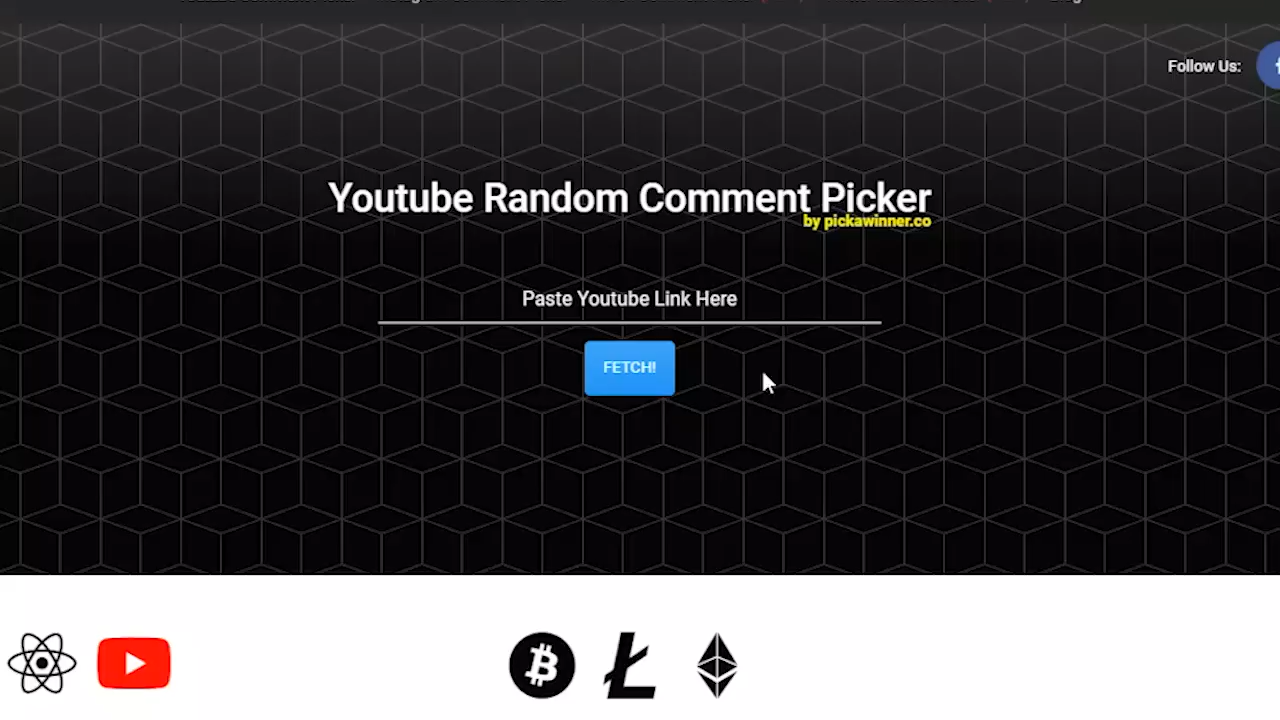 Follow Us:
Youtube Random Comment Picker
by pickawinner.co
Paste Youtube Link Here
FETCH!